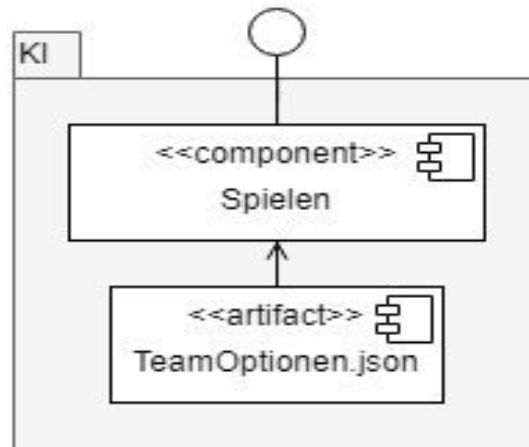 KI
<<component>>
Spielen
<<artifact>>
TeamOptionen.json